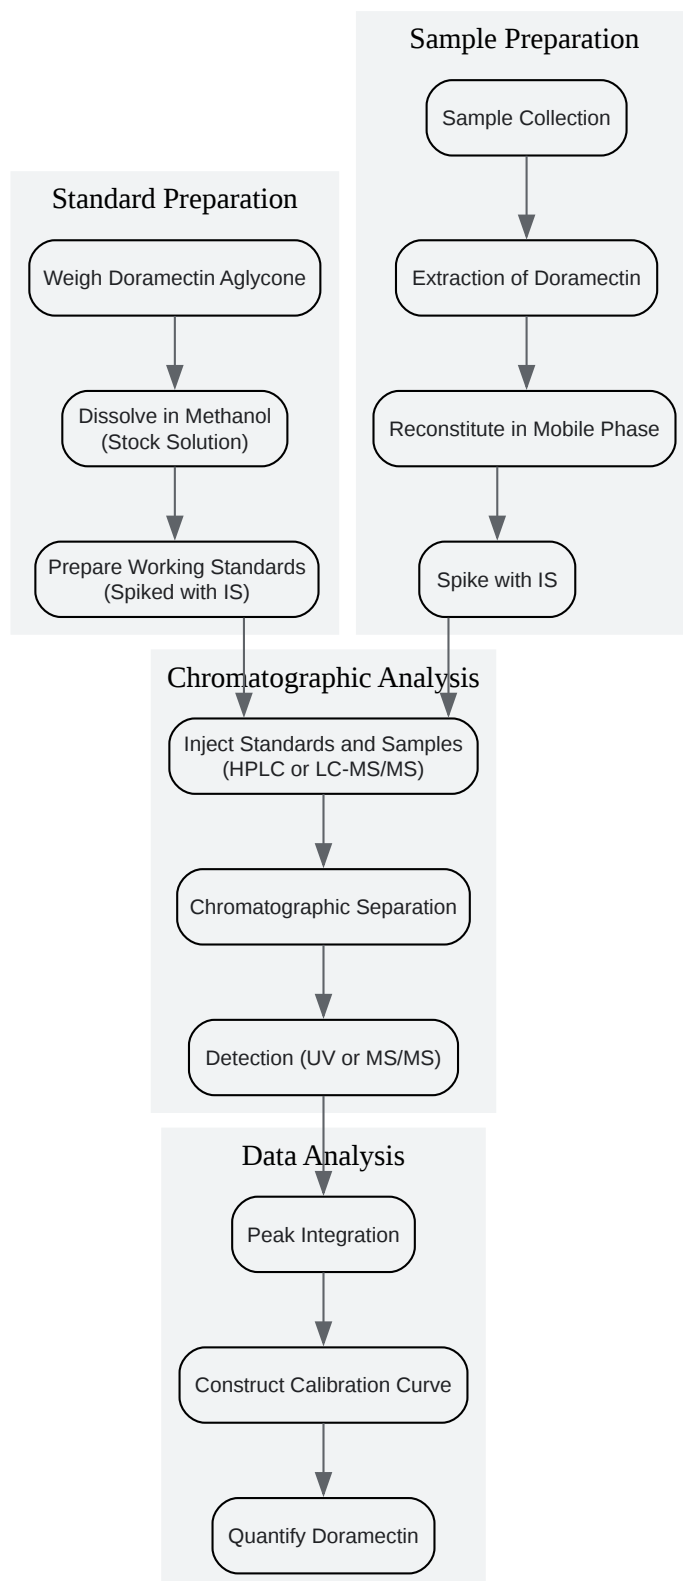 Sample Preparation
Sample Collection
Standard Preparation
Weigh Doramectin Aglycone
Extraction of Doramectin
Dissolve in Methanol
(Stock Solution)
Reconstitute in Mobile Phase
Prepare Working Standards
(Spiked with IS)
Spike with IS
Chromatographic Analysis
Inject Standards and Samples
(HPLC or LC-MS/MS)
Chromatographic Separation
Detection (UV or MS/MS)
Data Analysis
Peak Integration
Construct Calibration Curve
Quantify Doramectin